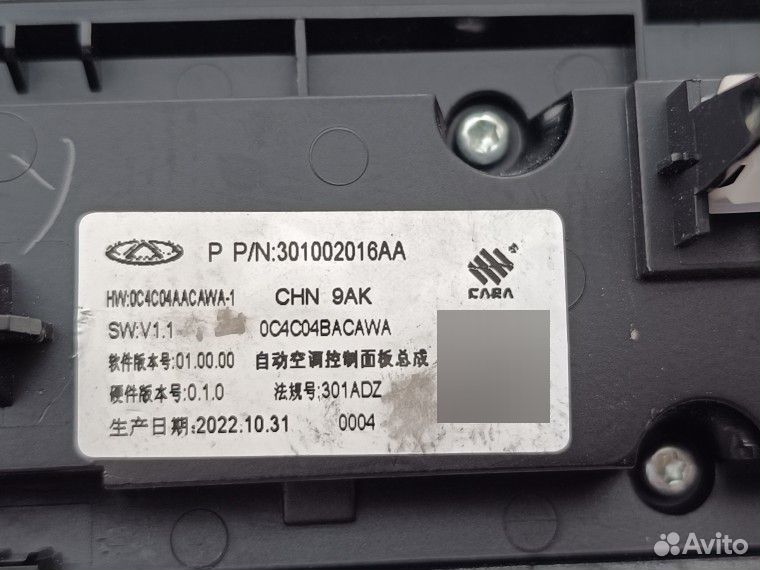 P P/N:301002016AA
HW:0C4C04AACAWA-1 CHN 9AK
SW:V1.1 0C4C04BACAWA
软件版本号:01.00.00 自动空调控制面板总成
硬件版本号:0.1.0 法规号:301ADZ
生产日期:2022.10.31 0004
Avito